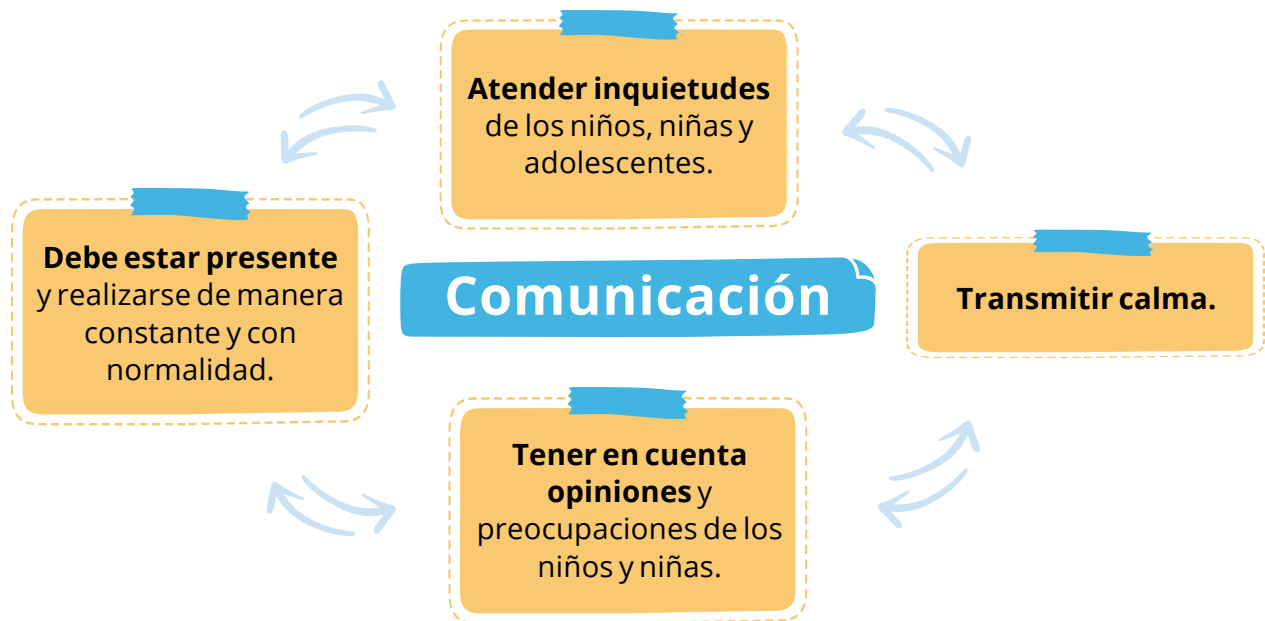 Atender inquietudes
de los niños, niñas y
adolescentes.
Debe estar presente
y realizarse de manera
constante y con
normalidad.
Comunicación
Transmitir calma.
Tener en cuenta
opiniones y
preocupaciones de los
niños y niñas.